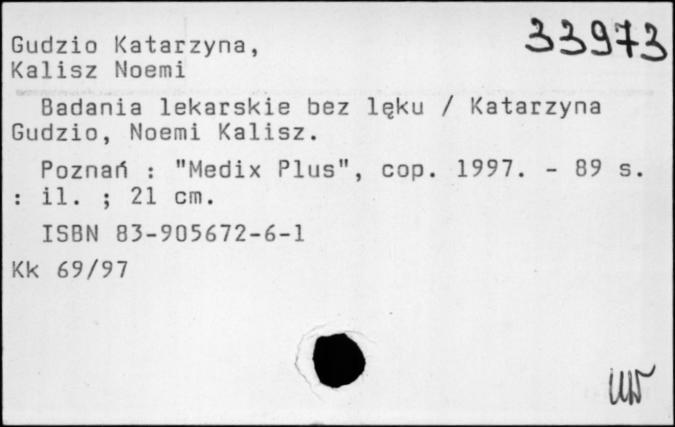 33973
Gudzio Katarzyna,
Kalisz Noemi
Badania lekarskie bez lęku / Katarzyna
Gudzio, Noemi Kalisz.
Poznań : "Medix Plus", cop. 1997. - 89 s.
: il. ; 21 cm.
ISBN 83-905672-6-1
Kk 69/97